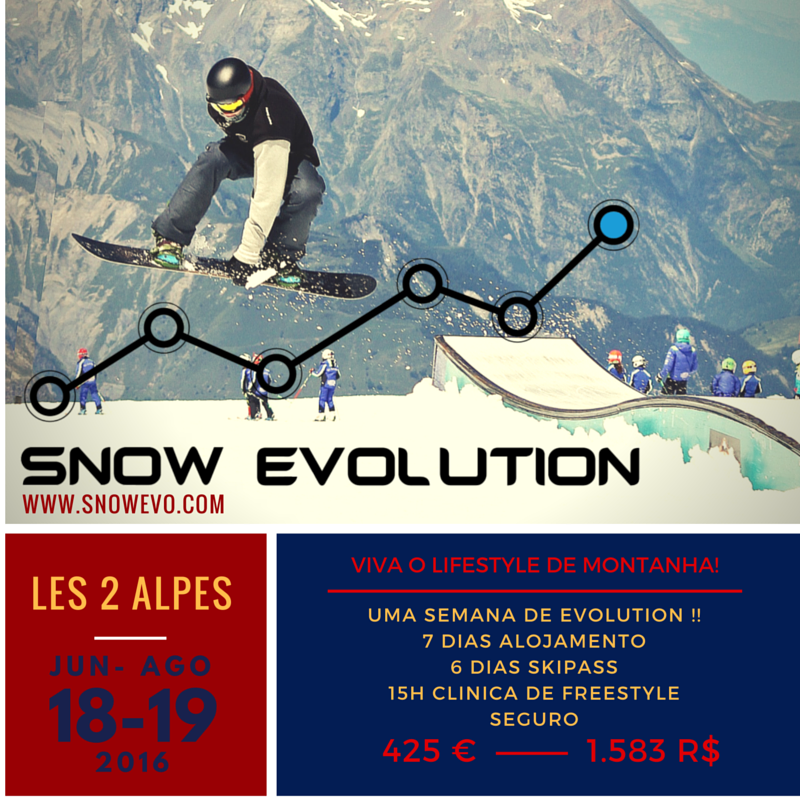 SNOW EVOLUTION
WWW.SNOWEVO.COM
LES 2 ALPES
JUN- AGO
18-19
2016
VIVA O LIFESTYLE DE MONTANHA!
UMA SEMANA DE EVOLUTION !!
7 DIAS ALOJAMENTO
6 DIAS SKIPASS
15H CLINICA DE FREESTYLE
SEGURO
425 € 1.583 R$